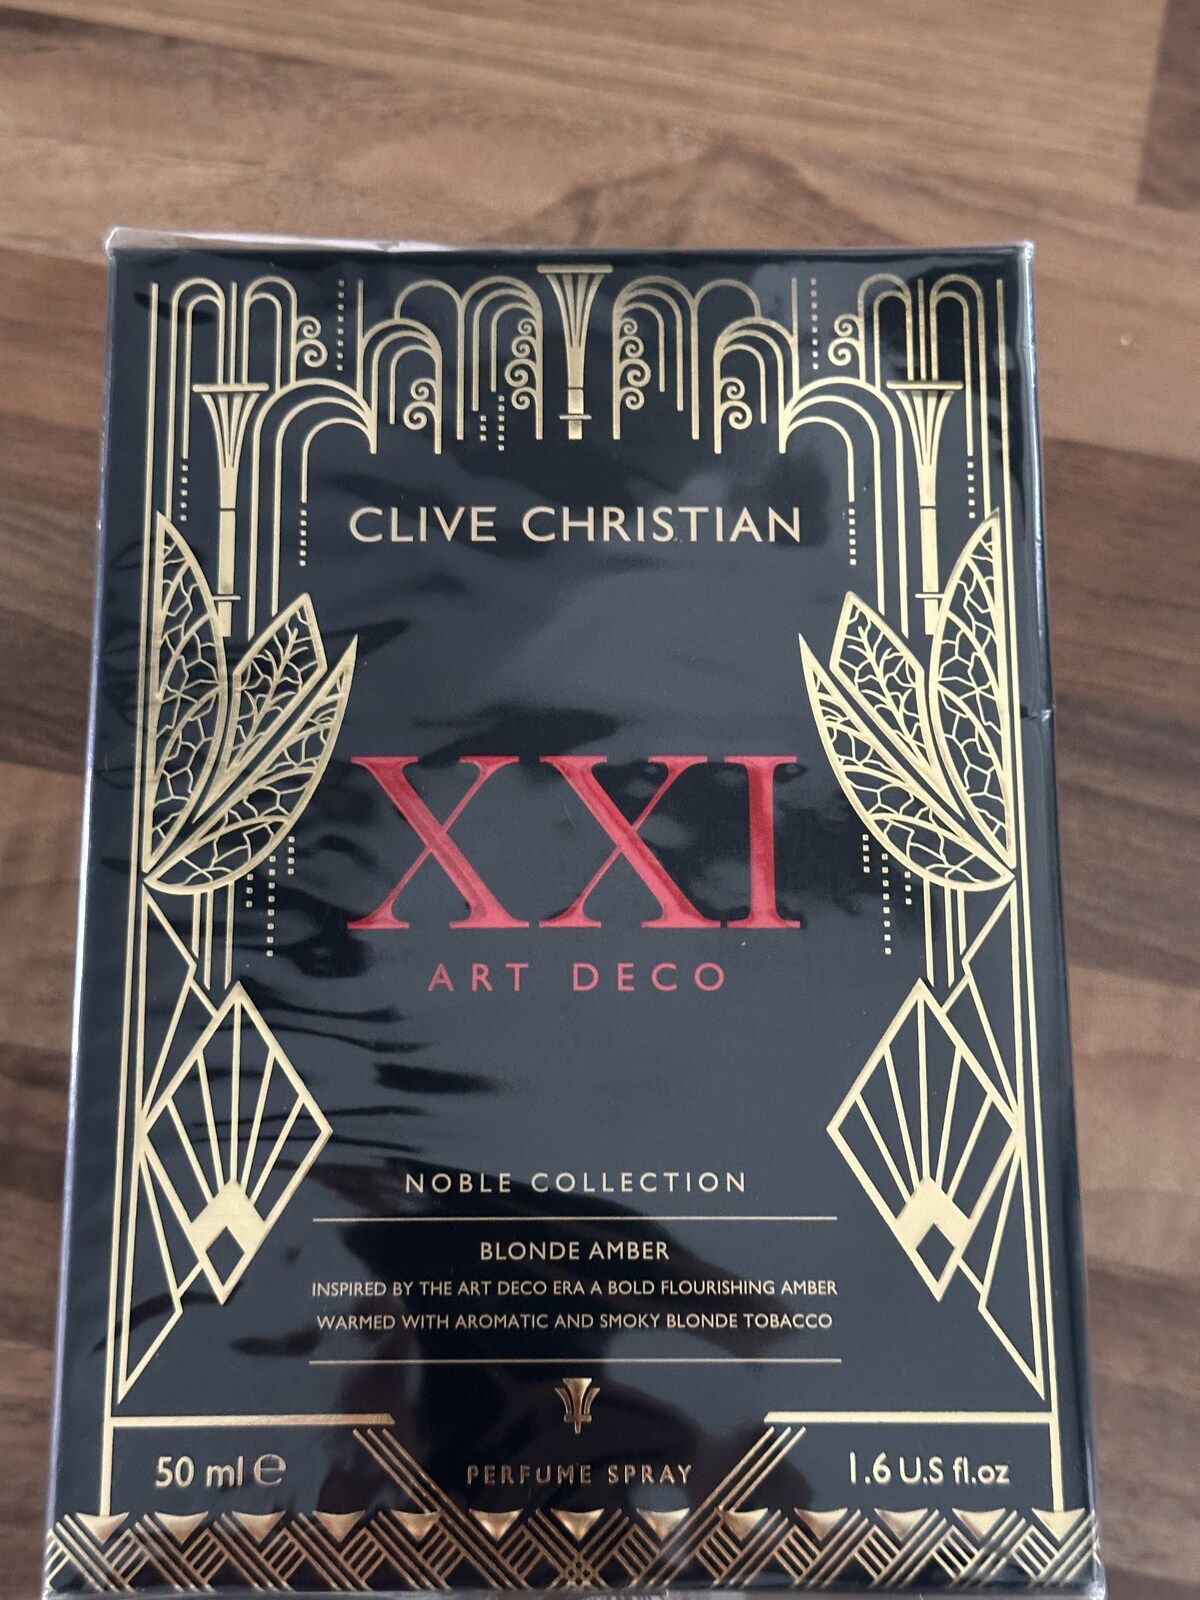 CLIVE CHRISTIAN
XXI
ART DECO
NOBLE COLLECTION
BLONDE AMBER
INSPIRED BY THE ART DECO ERA A BOLD FLOURISHING AMBER
WARMED WITH AROMATIC AND SMOKY BLONDE TOBACCO
50 ml ℮
PERFUME SPRAY
1.6 U.S fl.oz